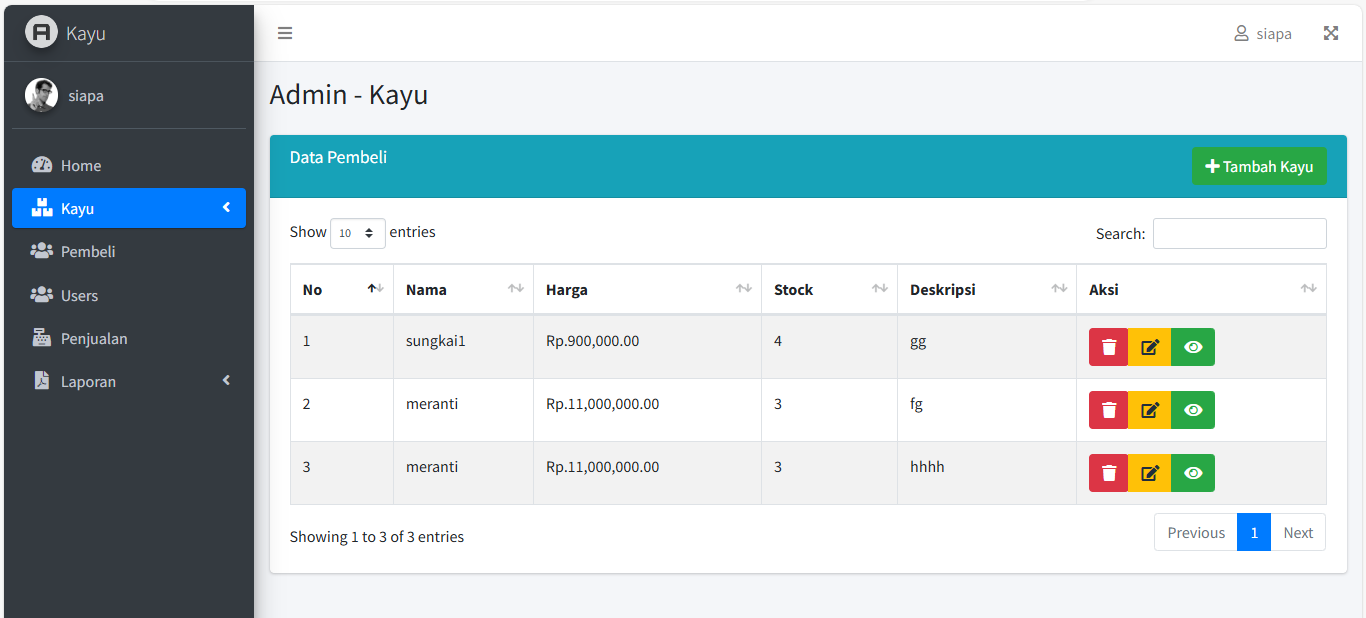 Kayu
siapa
siapa
Home
Kayu
Pembeli
Users
Penjualan
Laporan
Admin - Kayu
Data Pembeli
Tambah Kayu
Show 10 entries
Search:
No Nama Harga Stock Deskripsi Aksi
1 sungkai1 Rp.900,000.00 4 gg
2 meranti Rp.11,000,000.00 3 fg
3 meranti Rp.11,000,000.00 3 hhhh
Showing 1 to 3 of 3 entries
Previous 1 Next